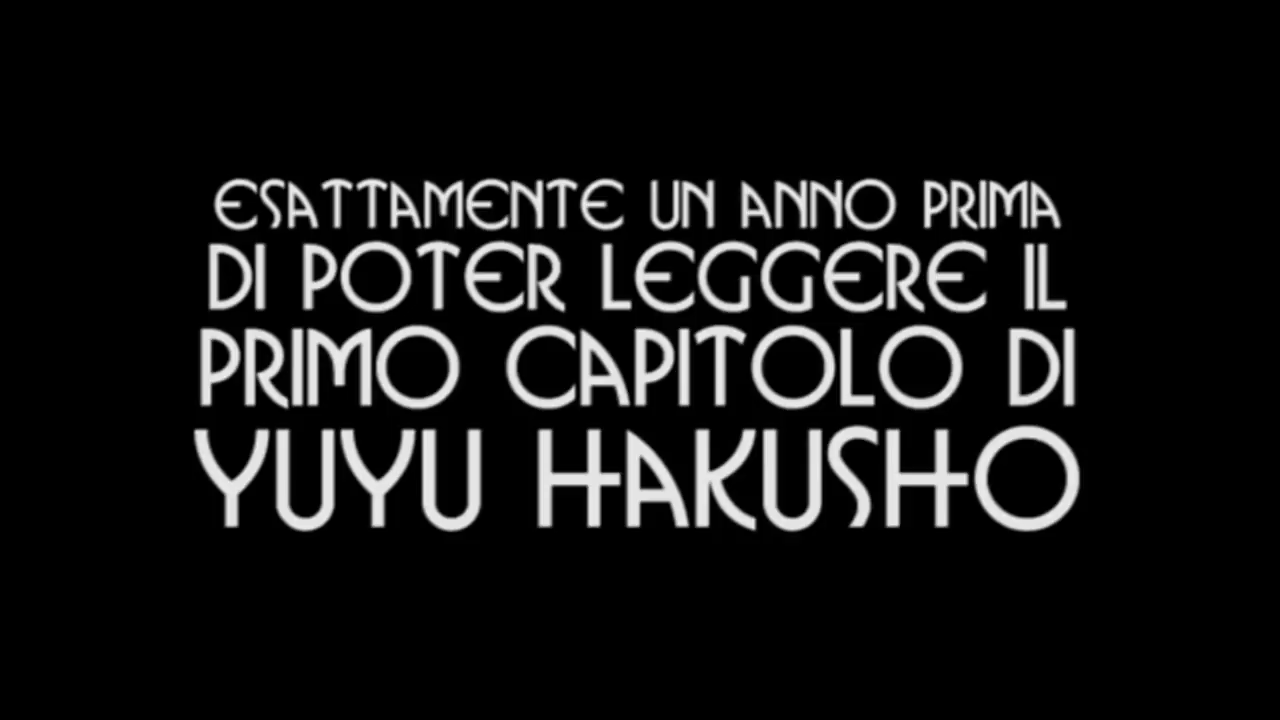 ESATTAMENTE UN ANNO PRIMA
DI POTER LEGGERE IL
PRIMO CAPITOLO DI
YUYU HAKUSHO